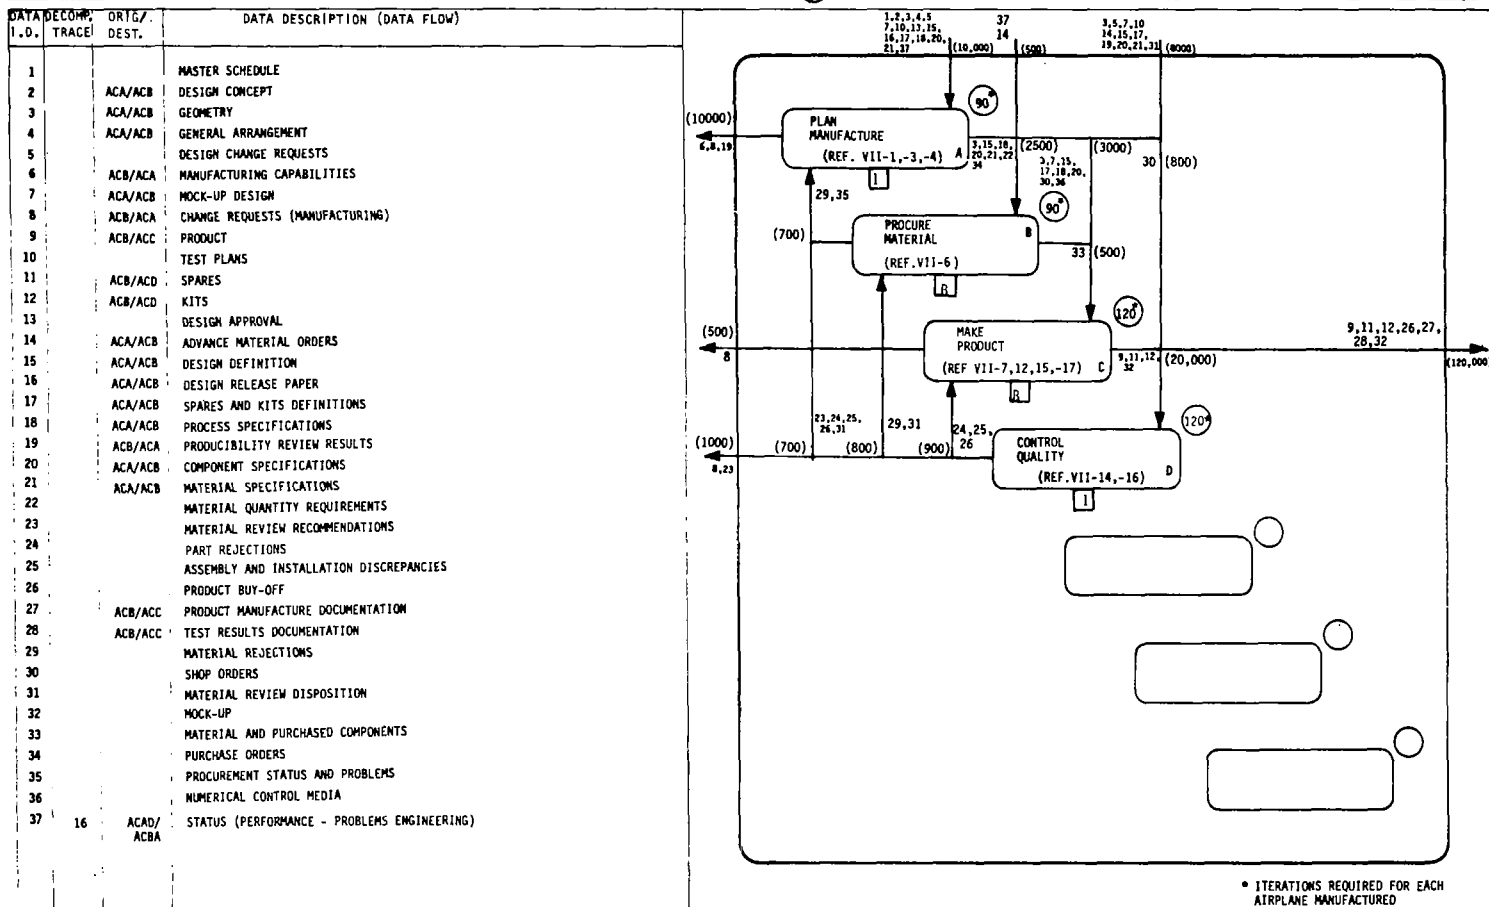 DATA DECOMP. ORIG/. DATA DESCRIPTION (DATA FLOW)
I.D. TRACE DEST.
1 MASTER SCHEDULE
2 ACA/ACB DESIGN CONCEPT
3 ACA/ACB GEOMETRY
4 ACA/ACB GENERAL ARRANGEMENT
5 DESIGN CHANGE REQUESTS
6 ACB/ACA MANUFACTURING CAPABILITIES
7 ACA/ACB MOCK-UP DESIGN
8 ACB/ACA CHANGE REQUESTS (MANUFACTURING)
9 ACB/ACC PRODUCT
10 TEST PLANS
11 ACB/ACD SPARES
12 ACB/ACD KITS
13 DESIGN APPROVAL
14 ACA/ACB ADVANCE MATERIAL ORDERS
15 ACA/ACB DESIGN DEFINITION
16 ACA/ACB DESIGN RELEASE PAPER
17 ACA/ACB SPARES AND KITS DEFINITIONS
18 ACA/ACB PROCESS SPECIFICATIONS
19 ACB/ACA PRODUCIBILITY REVIEW RESULTS
20 ACA/ACB COMPONENT SPECIFICATIONS
21 ACA/ACB MATERIAL SPECIFICATIONS
22 MATERIAL QUANTITY REQUIREMENTS
23 MATERIAL REVIEW RECOMMENDATIONS
24 PART REJECTIONS
25 ASSEMBLY AND INSTALLATION DISCREPANCIES
26 PRODUCT BUY-OFF
27 ACB/ACC PRODUCT MANUFACTURE DOCUMENTATION
28 ACB/ACC TEST RESULTS DOCUMENTATION
29 MATERIAL REJECTIONS
30 SHOP ORDERS
31 MATERIAL REVIEW DISPOSITION
32 MOCK-UP
33 MATERIAL AND PURCHASED COMPONENTS
34 PURCHASE ORDERS
35 PROCUREMENT STATUS AND PROBLEMS
36 NUMERICAL CONTROL MEDIA
37 16 ACAD/ STATUS (PERFORMANCE - PROBLEMS ENGINEERING)
ACBA
1,2,3,4,5
7,10,13,15,
16,17,18,20,
21,37 (10,000)
37
14
(500)
3,5,7,10
14,15,17,
19,20,21,31 (8000)
90*
(10000)
6,8,19
PLAN
MANUFACTURE
(REF. VII-1,-3,-4) A
1
3,15,18,
20,21,22
34
(2500)
(3000)
3,7,15,
17,18,20,
30,36
30 (800)
29,35
90*
(700)
PROCURE B
MATERIAL
(REF.VII-6)
B
33 (500)
120*
(500)
8
MAKE
PRODUCT
(REF VII-7,12,15,-17) C
B
9,11,12,
32
(20,000)
9,11,12,26,27,
28,32
(120,000)
23,24,25,
26,31
29,31
24,25,
26
120*
(1000)
8,23
(700) (800) (900)
CONTROL
QUALITY
(REF.VII-14,-16) D
1
* ITERATIONS REQUIRED FOR EACH
AIRPLANE MANUFACTURED